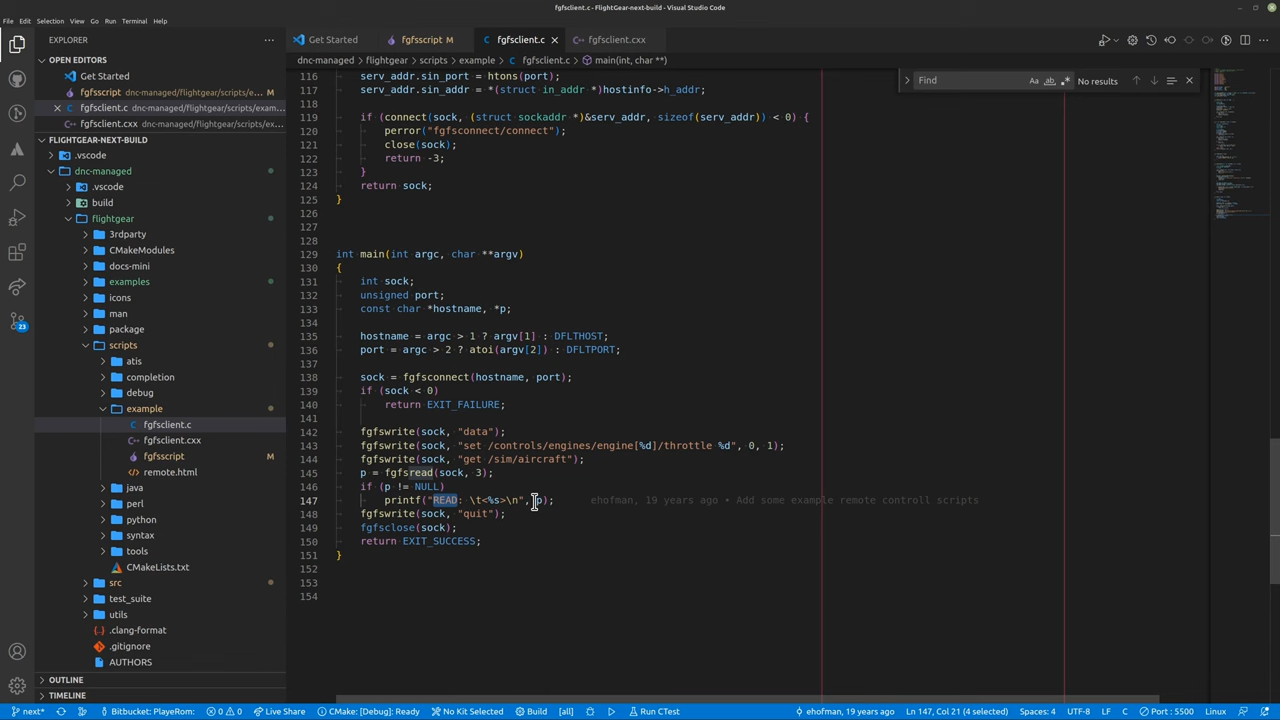 fgfsclient.c - FlightGear-next-build - Visual Studio Code
File Edit Selection View Go Run Terminal Help
EXPLORER
OPEN EDITORS
Get Started
fgfsscript dnc-managed/flightgear/scripts/e... M
fgfsclient.c dnc-managed/flightgear/scripts/exam...
fgfsclient.cxx dnc-managed/flightgear/scripts/ex...
FLIGHTGEAR-NEXT-BUILD
.vscode
dnc-managed
.vscode
build
flightgear
3rdparty
CMakeModules
docs-mini
examples
icons
man
package
scripts
atis
completion
debug
example
fgfsclient.c
fgfsclient.cxx
fgfsscript M
remote.html
java
perl
python
syntax
tools
CMakeLists.txt
src
test_suite
utils
.clang-format
.gitignore
AUTHORS
OUTLINE
TIMELINE
23
Get Started fgfsscript M fgfsclient.c fgfsclient.cxx
dnc-managed > flightgear > scripts > example > fgfsclient.c > main(int, char **)
Find Aa ab No results
116 serv_addr.sin_port = htons(port);
117 serv_addr.sin_addr = *(struct in_addr *)hostinfo->h_addr;
118
119 if (connect(sock, (struct sockaddr *)&serv_addr, sizeof(serv_addr)) < 0) {
120 perror("fgfsconnect/connect");
121 close(sock);
122 return -3;
123 }
124 return sock;
125 }
126
127
128
129 int main(int argc, char **argv)
130 {
131 int sock;
132 unsigned port;
133 const char *hostname, *p;
134
135 hostname = argc > 1 ? argv[1] : DFLTHOST;
136 port = argc > 2 ? atoi(argv[2]) : DFLTPORT;
137
138 sock = fgfsconnect(hostname, port);
139 if (sock < 0)
140 return EXIT_FAILURE;
141
142 fgfswrite(sock, "data");
143 fgfswrite(sock, "set /controls/engines/engine[%d]/throttle %d", 0, 1);
144 fgfswrite(sock, "get /sim/aircraft");
145 p = fgfsread(sock, 3);
146 if (p != NULL)
147 printf("READ: \t<%s>\n", p); ehofman, 19 years ago • Add some example remote controll scripts
148 fgfswrite(sock, "quit");
149 fgfsclose(sock);
150 return EXIT_SUCCESS;
151 }
152
153
154
next* Bitbucket: PlayeRom: 0 0 Live Share CMake: [Debug]: Ready No Kit Selected Build [all] Run CTest ehofman, 19 years ago Ln 147, Col 21 (4 selected) Spaces: 4 UTF-8 LF C Port : 5500 Linux